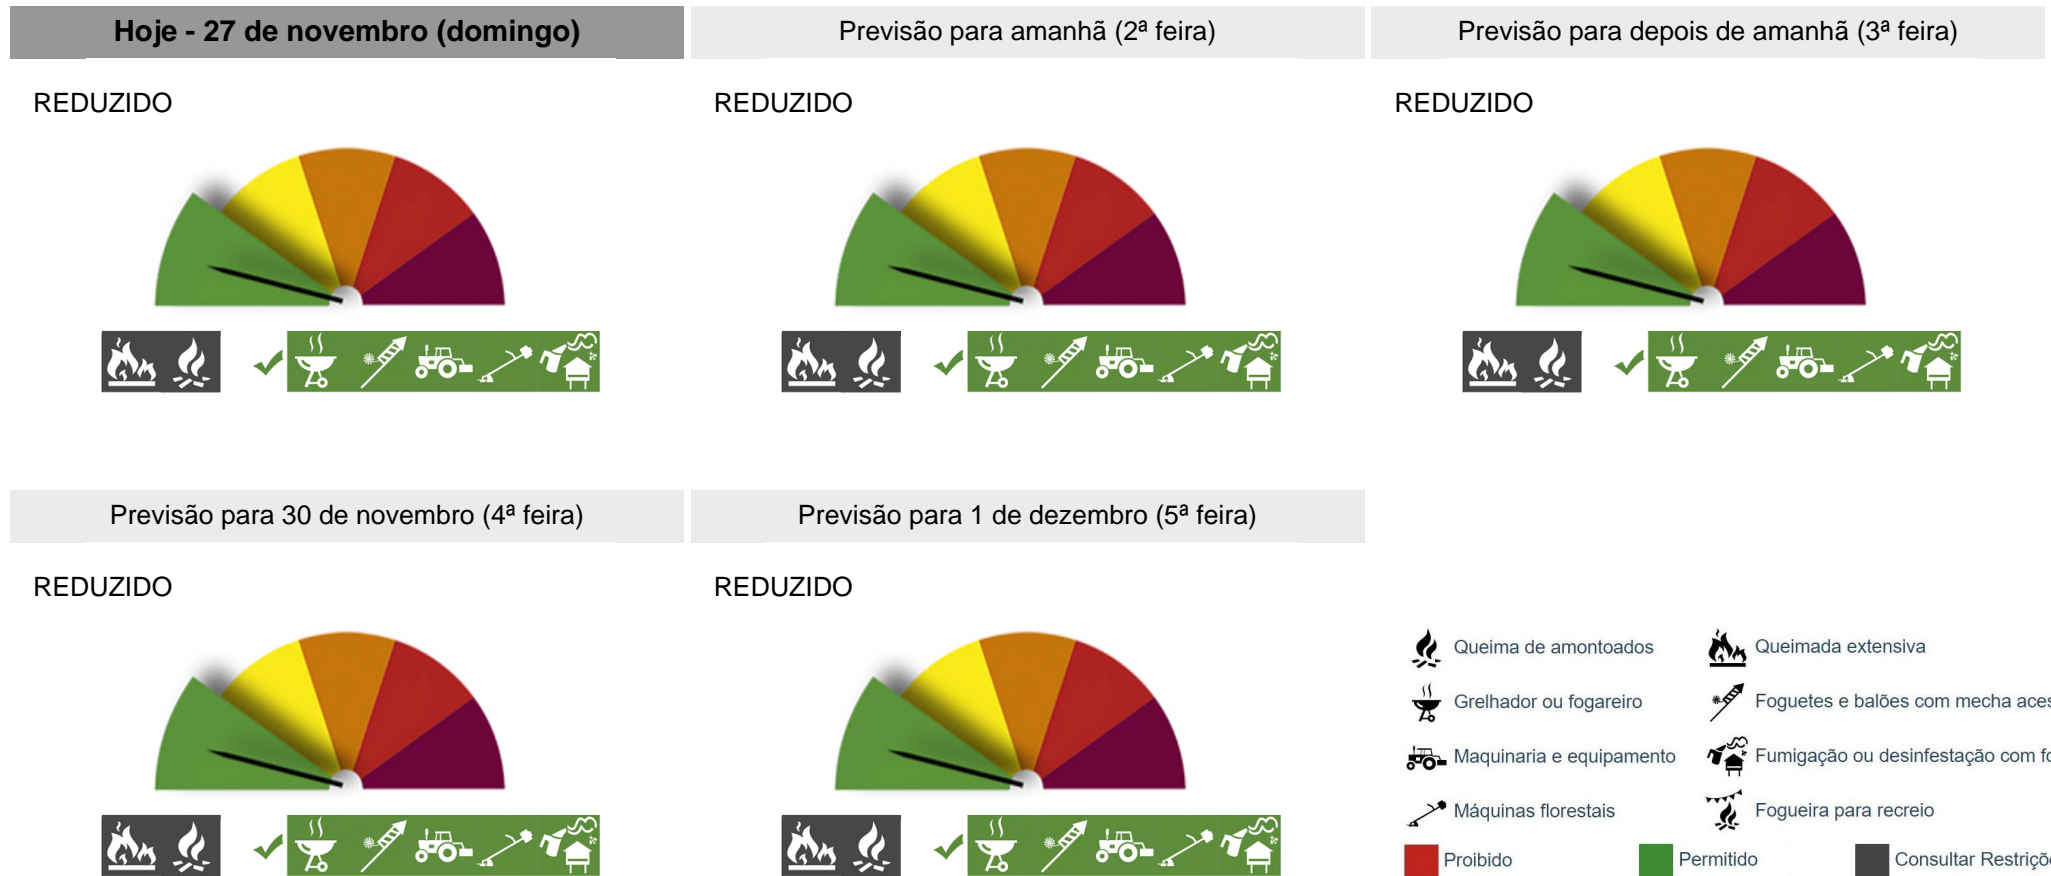 Hoje - 27 de novembro (domingo)
Previsão para amanhã (2ª feira)
Previsão para depois de amanhã (3ª feira)
REDUZIDO
REDUZIDO
REDUZIDO
Previsão para 30 de novembro (4ª feira)
Previsão para 1 de dezembro (5ª feira)
REDUZIDO
REDUZIDO
Queima de amontoados
Queimada extensiva
Grelhador ou fogareiro
Foguetes e balões com mecha
Maquinaria e equipamento
Fumigação ou desinfestação com
Máquinas florestais
Fogueira para recreio
Proibido
Permitido
Consultar